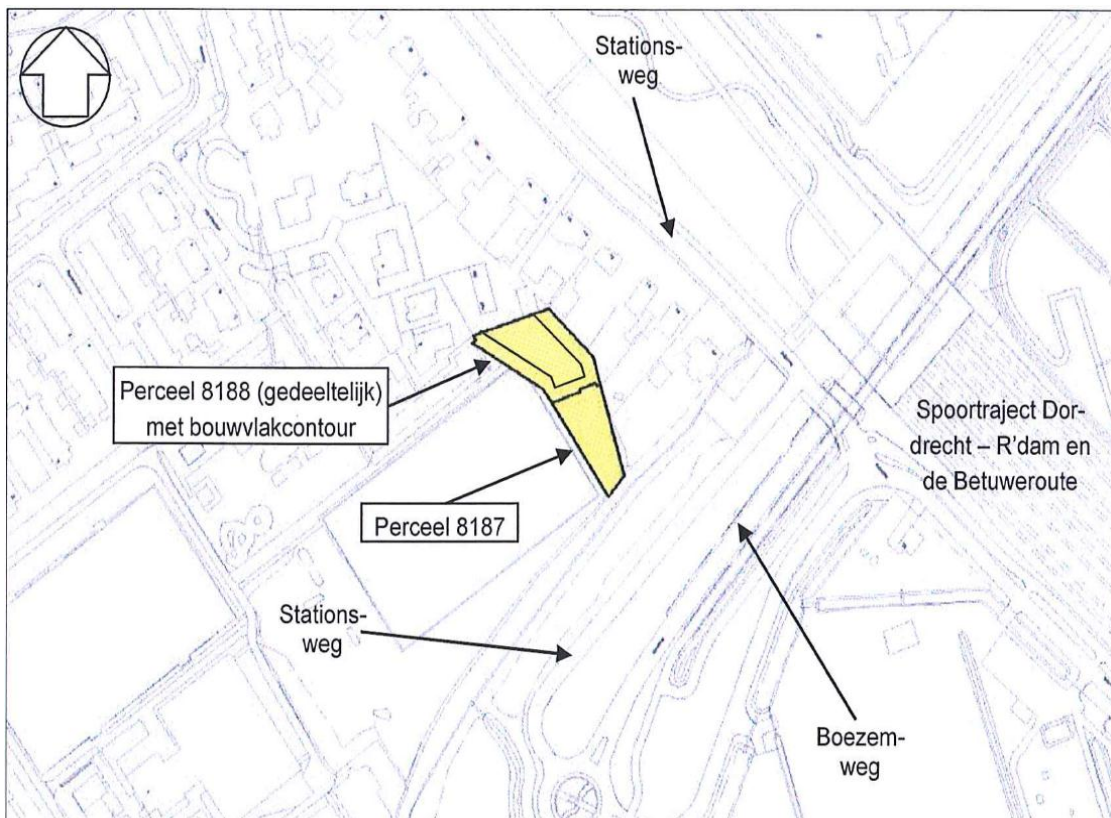 Stations-
weg
Perceel 8188 (gedeeltelijk)
met bouwvlakcontour
Spoortraject Dor-
drecht – R'dam en
de Betuweroute
Perceel 8187
Stations-
weg
Boezem-
weg